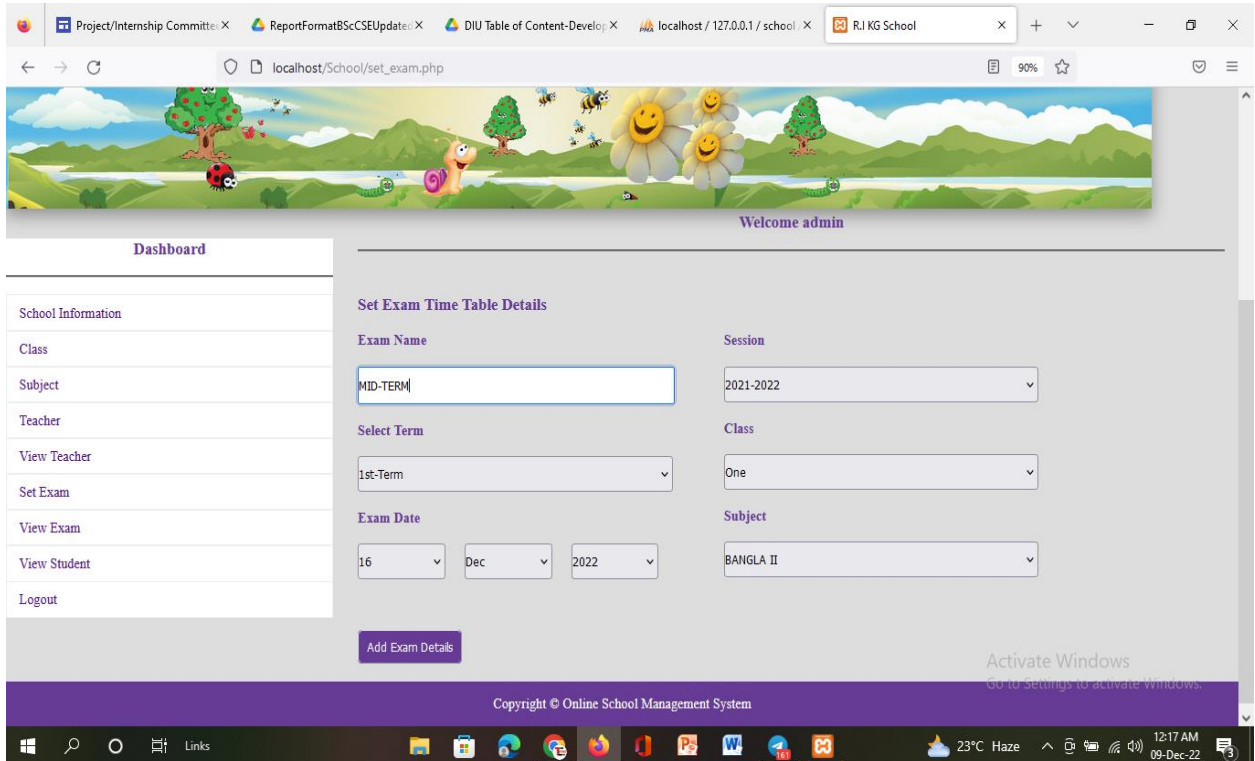 Project/Internship Committee
ReportFormatBScCSEUpdated
DIU Table of Content-Develop
localhost / 127.0.0.1 / school
R.I KG School
localhost/School/set_exam.php
90%
Welcome admin
Dashboard
School Information
Class
Subject
Teacher
View Teacher
Set Exam
View Exam
View Student
Logout
Set Exam Time Table Details
Exam Name
Session
MID-TERM
2021-2022
Select Term
Class
1st-Term
One
Exam Date
Subject
16
Dec
2022
BANGLA II
Add Exam Details
Activate Windows
Go to Settings to activate Windows.
Copyright © Online School Management System
Links
161
23°C Haze
12:17 AM
09-Dec-22
3